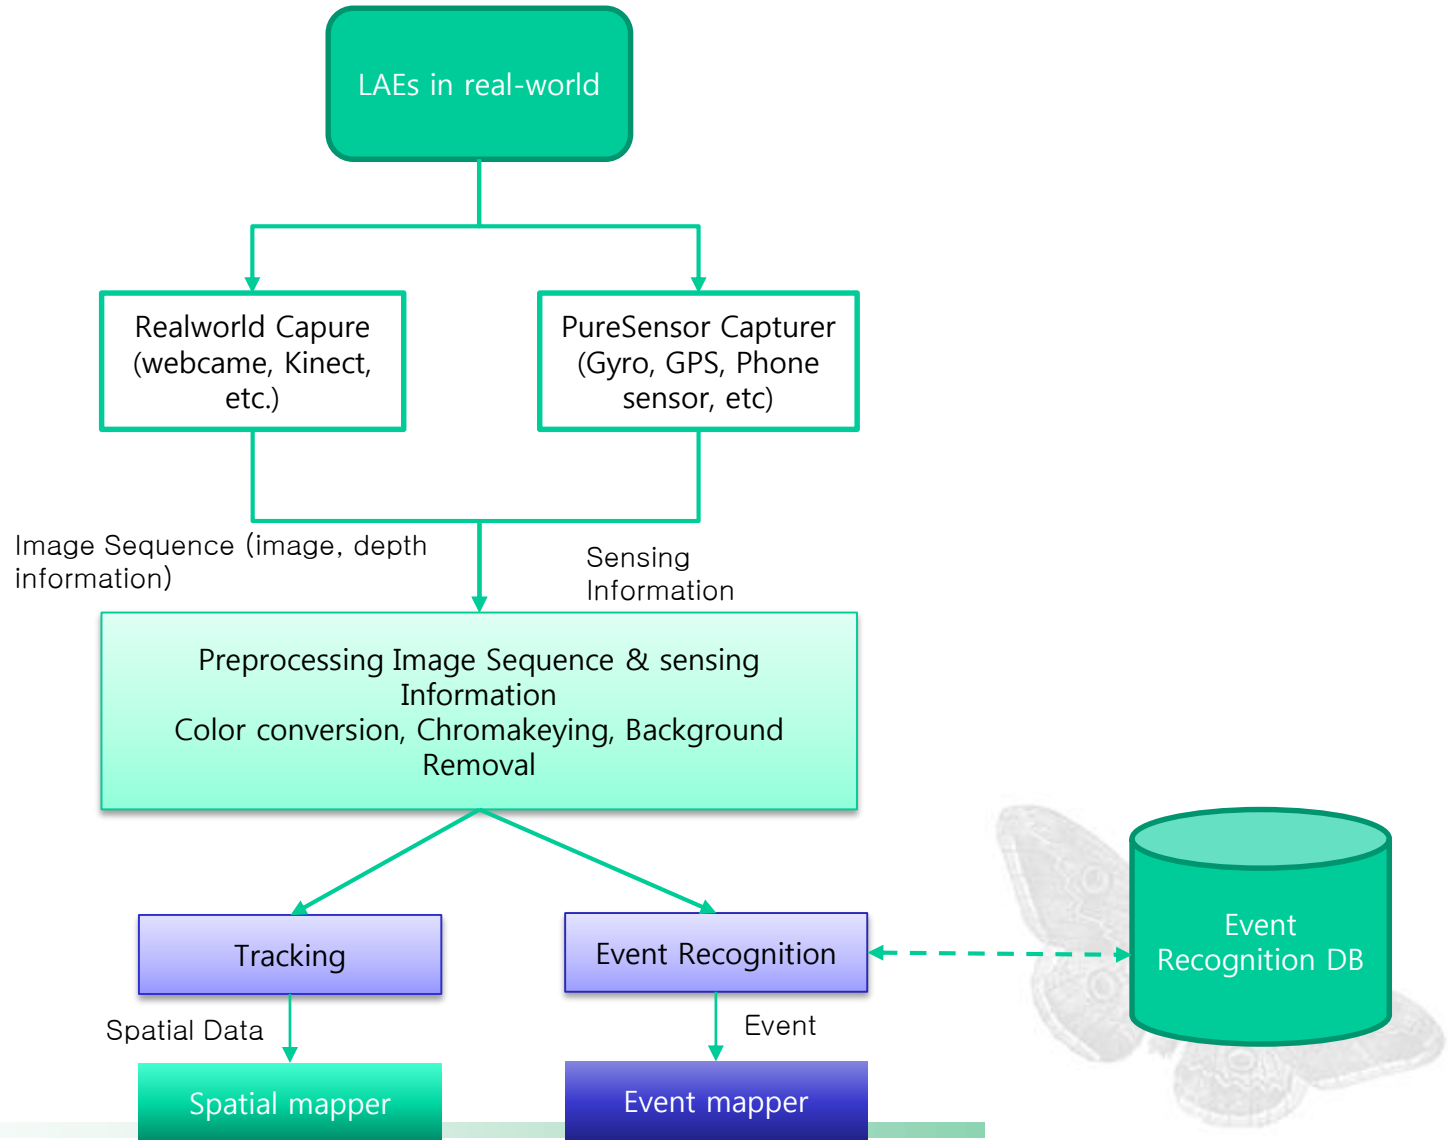 LAEs in real-world
Realworld Capure
(webcame, Kinect,
etc.)
PureSensor Capturer
(Gyro, GPS, Phone
sensor, etc)
Image Sequence (image, depth
information)
Sensing
Information
Preprocessing Image Sequence & sensing
Information
Color conversion, Chromakeying, Background
Removal
Tracking
Event Recognition
Event
Recognition DB
Spatial Data
Event
Spatial mapper
Event mapper